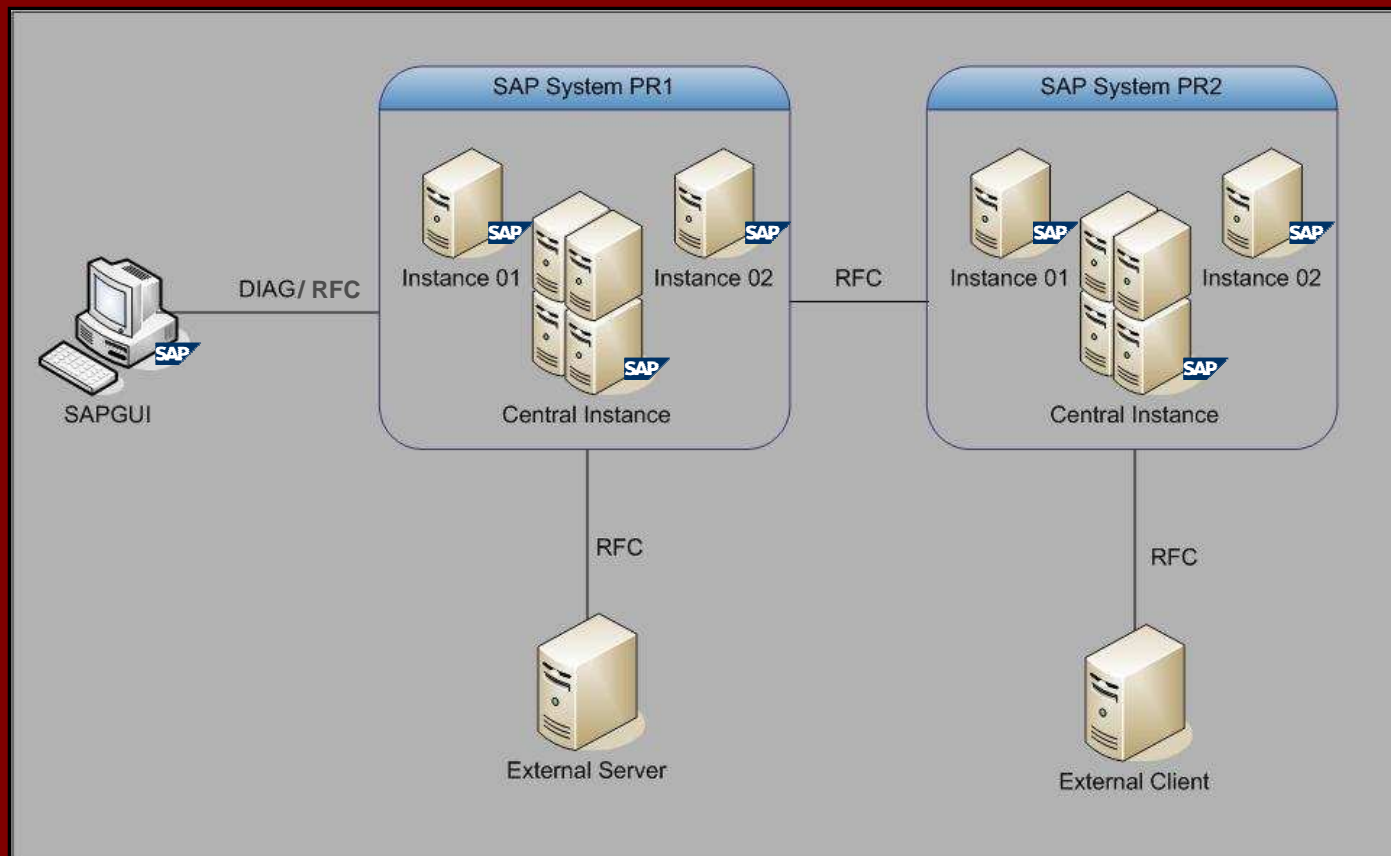 SAP System PR1
SAP System PR2
SAP
SAP
SAP
SAP
Instance 01
Instance 02
Instance 01
Instance 02
DIAG/ RFC
RFC
SAP
SAP
SAP
SAPGUI
Central Instance
Central Instance
RFC
RFC
External Server
External Client